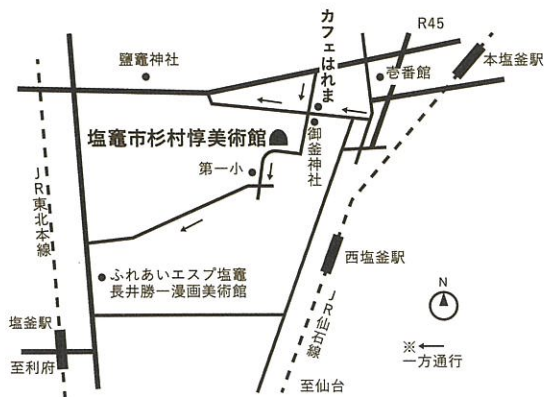 カフェはれま
R45
鹽竈神社
壱番館
本塩釜駅
塩竈市杉村惇美術館
御釜神社
第一小
JR東北本線
ふれあいエスプ塩竈
長井勝一漫画美術館
西塩釜駅
塩釜駅
至利府
JR仙石線
至仙台
N
※←
一方通行